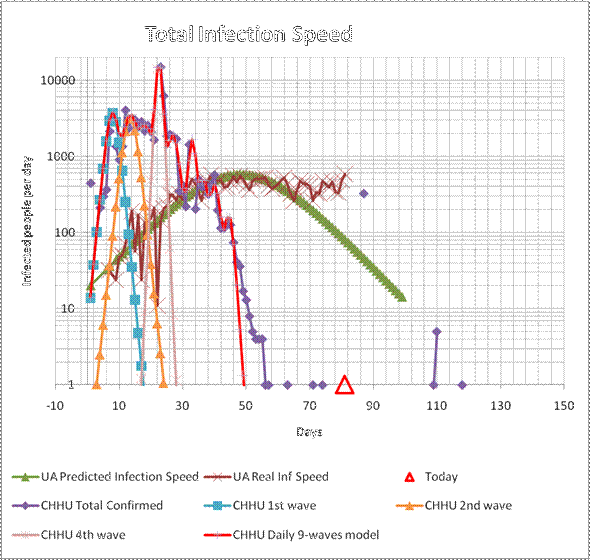 Total Infection Speed
Infected people per day
10000
1000
100
10
1
-10 10 30 50 70 90 110 130 150
Days
UA Predicted Infection Speed UA Real Inf Speed Today
CHHU Total Confirmed CHHU 1st wave CHHU 2nd wave
CHHU 4th wave CHHU Daily 9-waves model